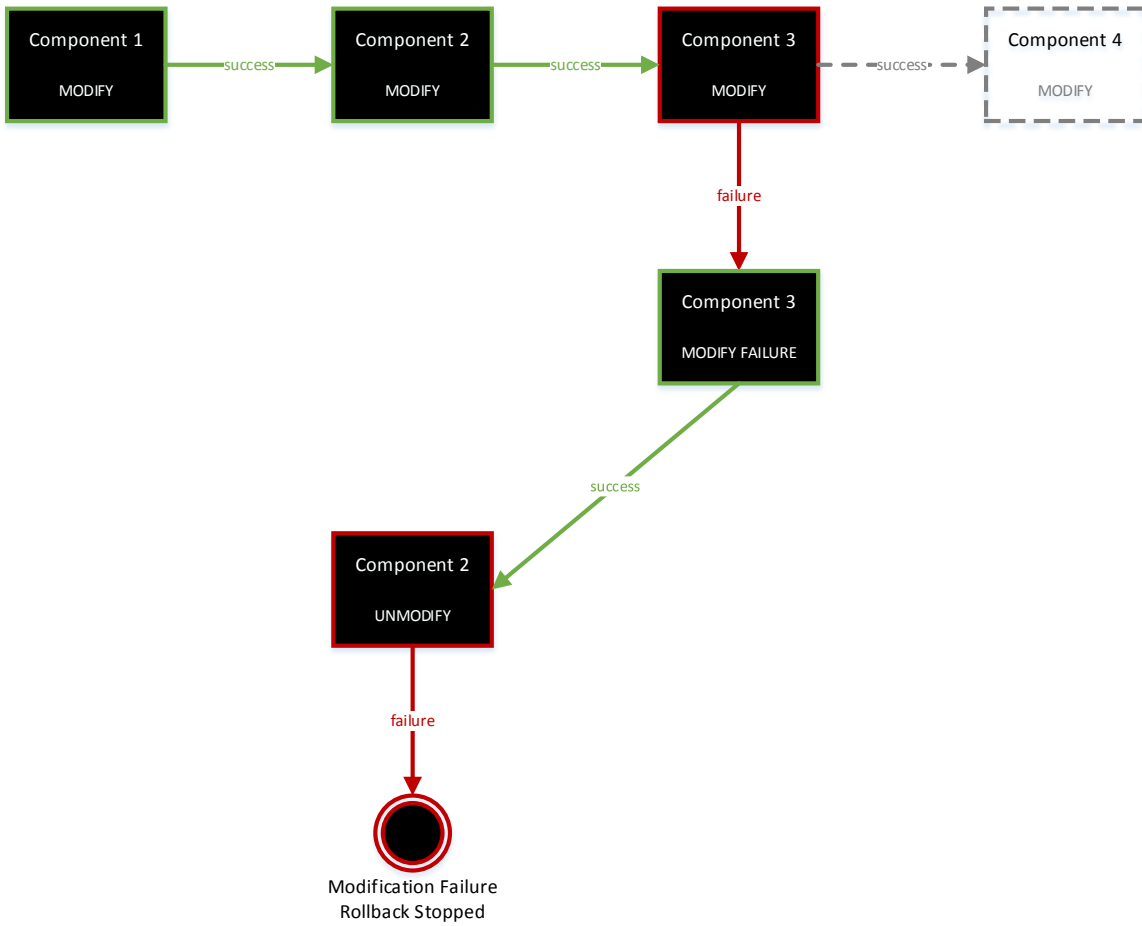 Component 1
MODIFY
success
Component 2
MODIFY
success
Component 3
MODIFY
success
Component 4
MODIFY
failure
Component 3
MODIFY FAILURE
success
Component 2
UNMODIFY
failure
Modification Failure
Rollback Stopped